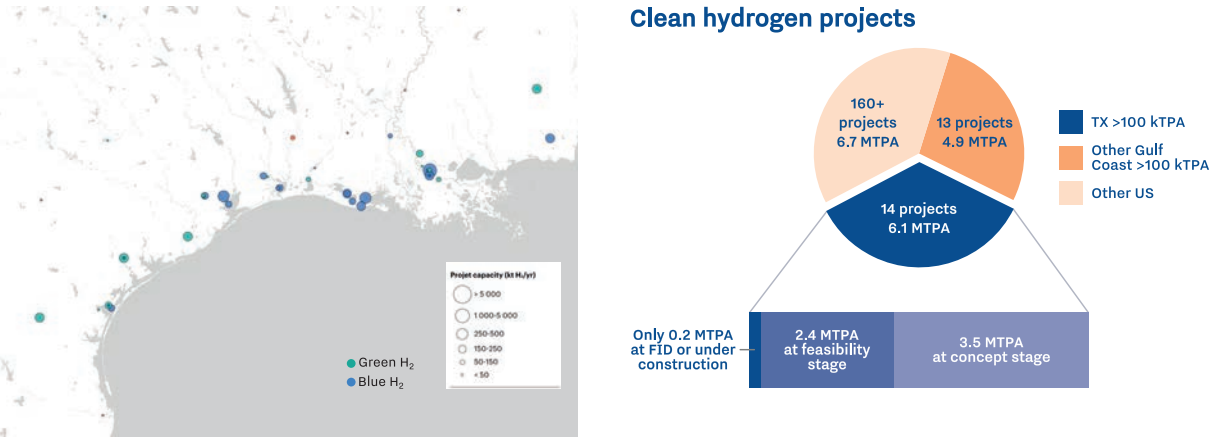 Projet capacity (kt H₂/yr)
> 5 000
1 000-5 000
250-500
150-250
50-150
< 50
Green H₂
Blue H₂
Clean hydrogen projects
160+
projects
6.7 MTPA
13 projects
4.9 MTPA
14 projects
6.1 MTPA
TX >100 kTPA
Other Gulf
Coast >100 kTPA
Other US
Only 0.2 MTPA
at FID or under
construction
2.4 MTPA
at feasibility
stage
3.5 MTPA
at concept stage